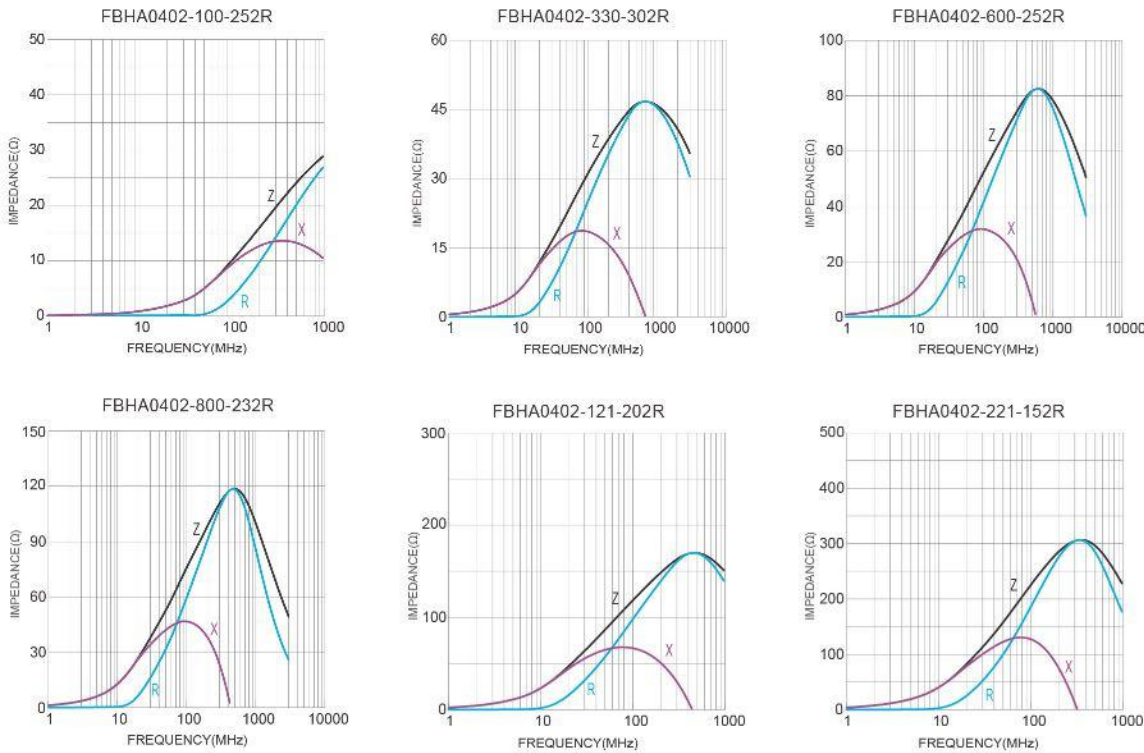 FBHA0402-100-252R
50
40
30
20
10
0
IMPEDANCE(Ω)
Z
X
R
1
10
100
1000
FREQUENCY(MHz)
FBHA0402-330-302R
60
45
30
15
0
IMPEDANCE(Ω)
Z
X
R
1
10
100
1000
10000
FREQUENCY(MHz)
FBHA0402-600-252R
100
80
60
40
20
0
IMPEDANCE(Ω)
Z
X
R
1
10
100
1000
10000
FREQUENCY(MHz)
FBHA0402-800-232R
150
120
90
60
30
0
IMPEDANCE(Ω)
Z
X
R
1
10
100
1000
10000
FREQUENCY(MHz)
FBHA0402-121-202R
300
200
100
0
IMPEDANCE(Ω)
Z
X
R
1
10
100
1000
FREQUENCY(MHz)
FBHA0402-221-152R
500
400
300
200
100
0
IMPEDANCE(Ω)
Z
X
R
1
10
100
1000
FREQUENCY(MHz)